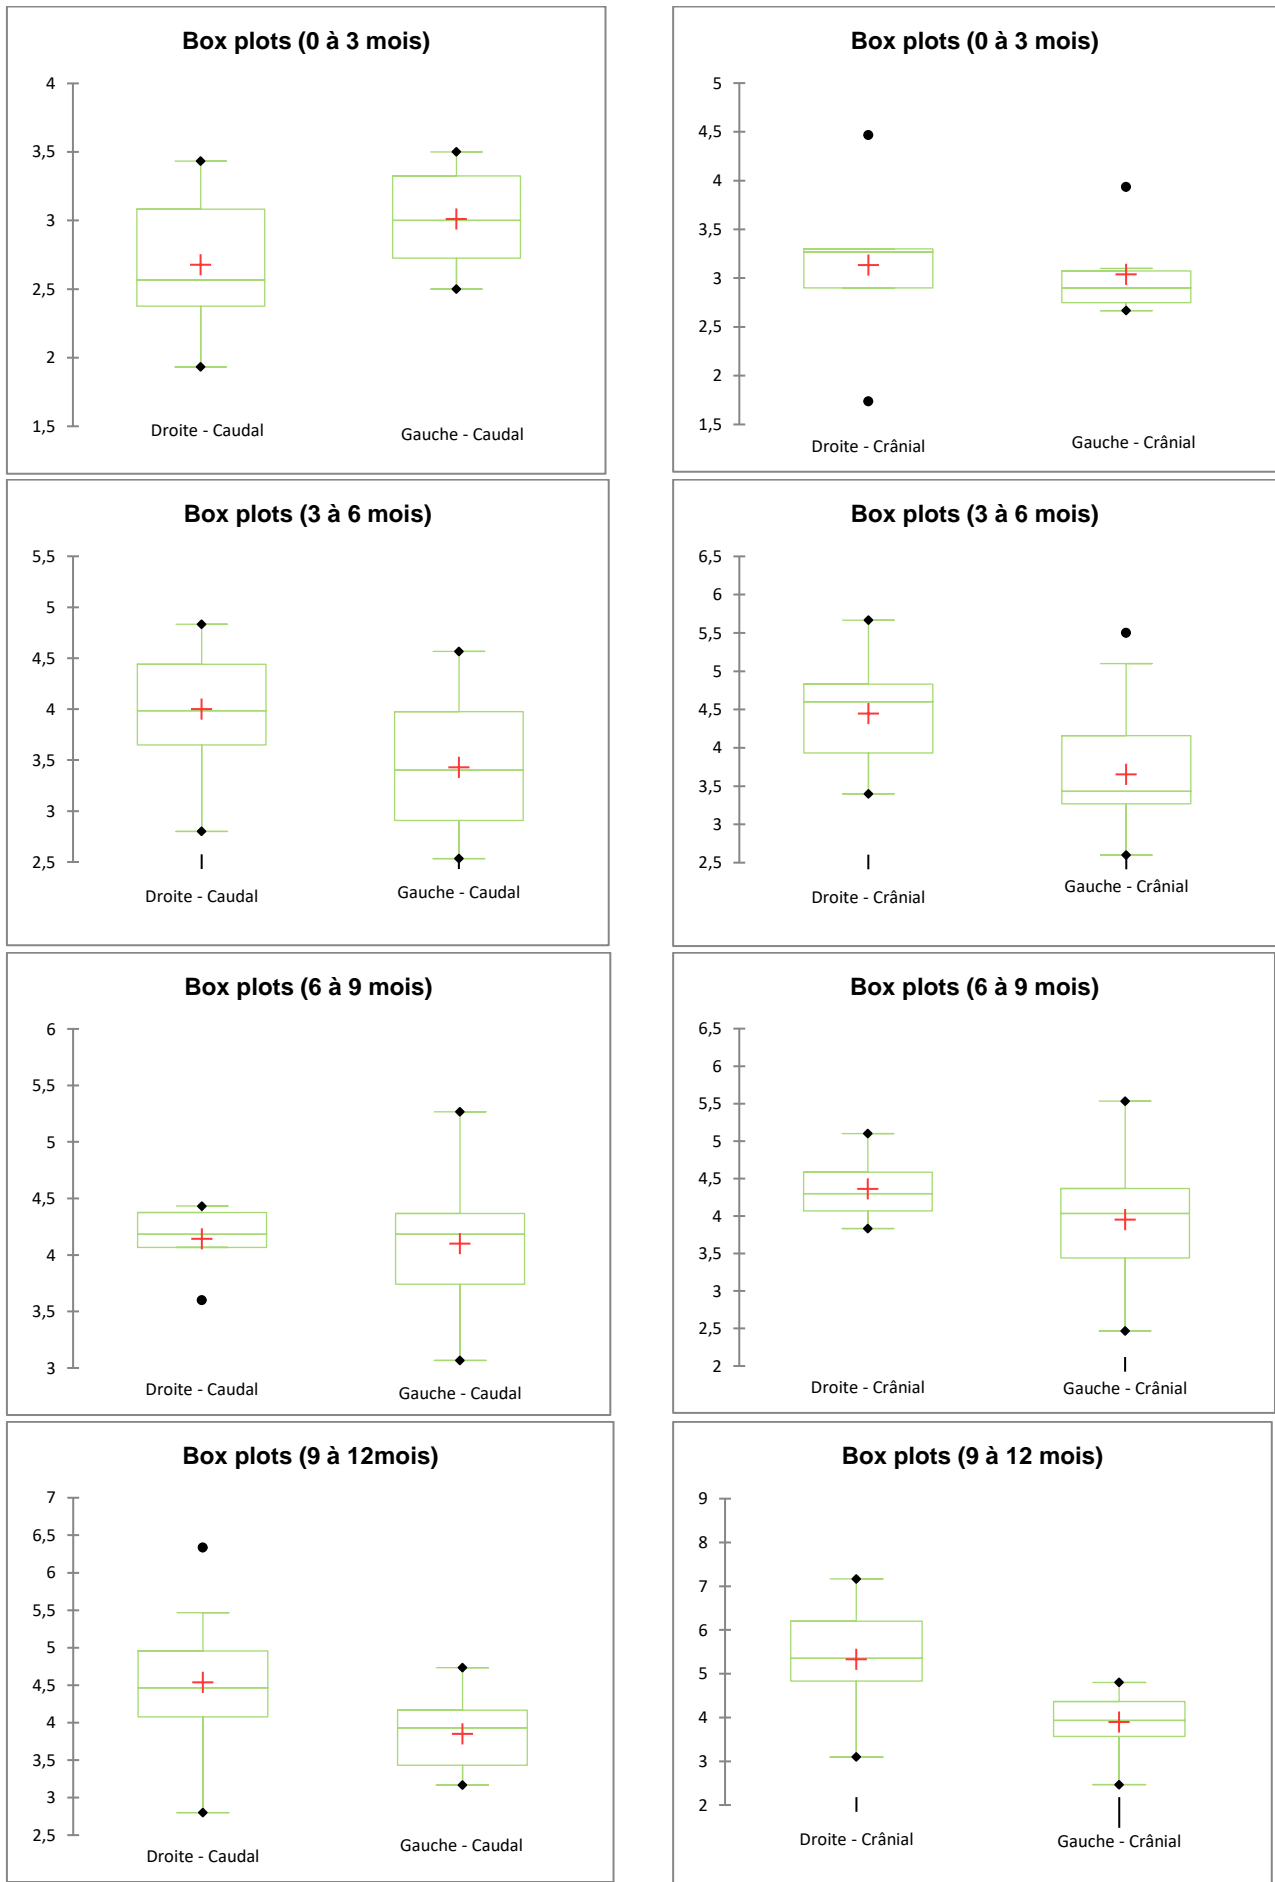 Box plots (0 à 3 mois)
4
3,5
3
2,5
2
1,5
Droite - Caudal
Gauche - Caudal
Box plots (0 à 3 mois)
5
4,5
4
3,5
3
2,5
2
1,5
Droite - Crânial
Gauche - Crânial
Box plots (3 à 6 mois)
5,5
5
4,5
4
3,5
3
2,5
Droite - Caudal
Gauche - Caudal
Box plots (3 à 6 mois)
6,5
6
5,5
5
4,5
4
3,5
3
2,5
Droite - Crânial
Gauche - Crânial
Box plots (6 à 9 mois)
6
5,5
5
4,5
4
3,5
3
Droite - Caudal
Gauche - Caudal
Box plots (6 à 9 mois)
6,5
6
5,5
5
4,5
4
3,5
3
2,5
2
Droite - Crânial
Gauche - Crânial
Box plots (9 à 12mois)
7
6,5
6
5,5
5
4,5
4
3,5
3
2,5
Droite - Caudal
Gauche - Caudal
Box plots (9 à 12 mois)
9
8
7
6
5
4
3
2
Droite - Crânial
Gauche - Crânial